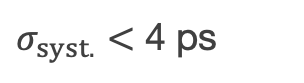 σsyst. < 4 ps